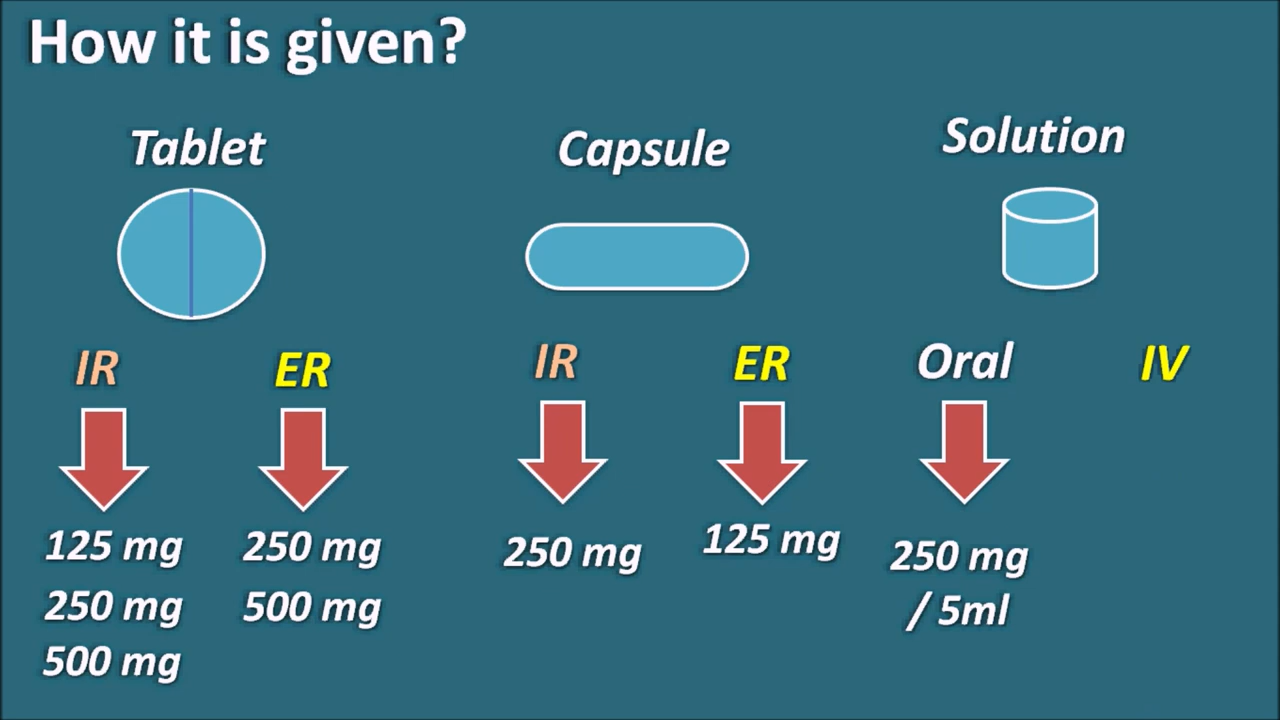 How it is given?
Tablet
IR
ER
125 mg
250 mg
500 mg
250 mg
500 mg
Capsule
IR
ER
250 mg
125 mg
Solution
Oral
IV
250 mg
/ 5ml